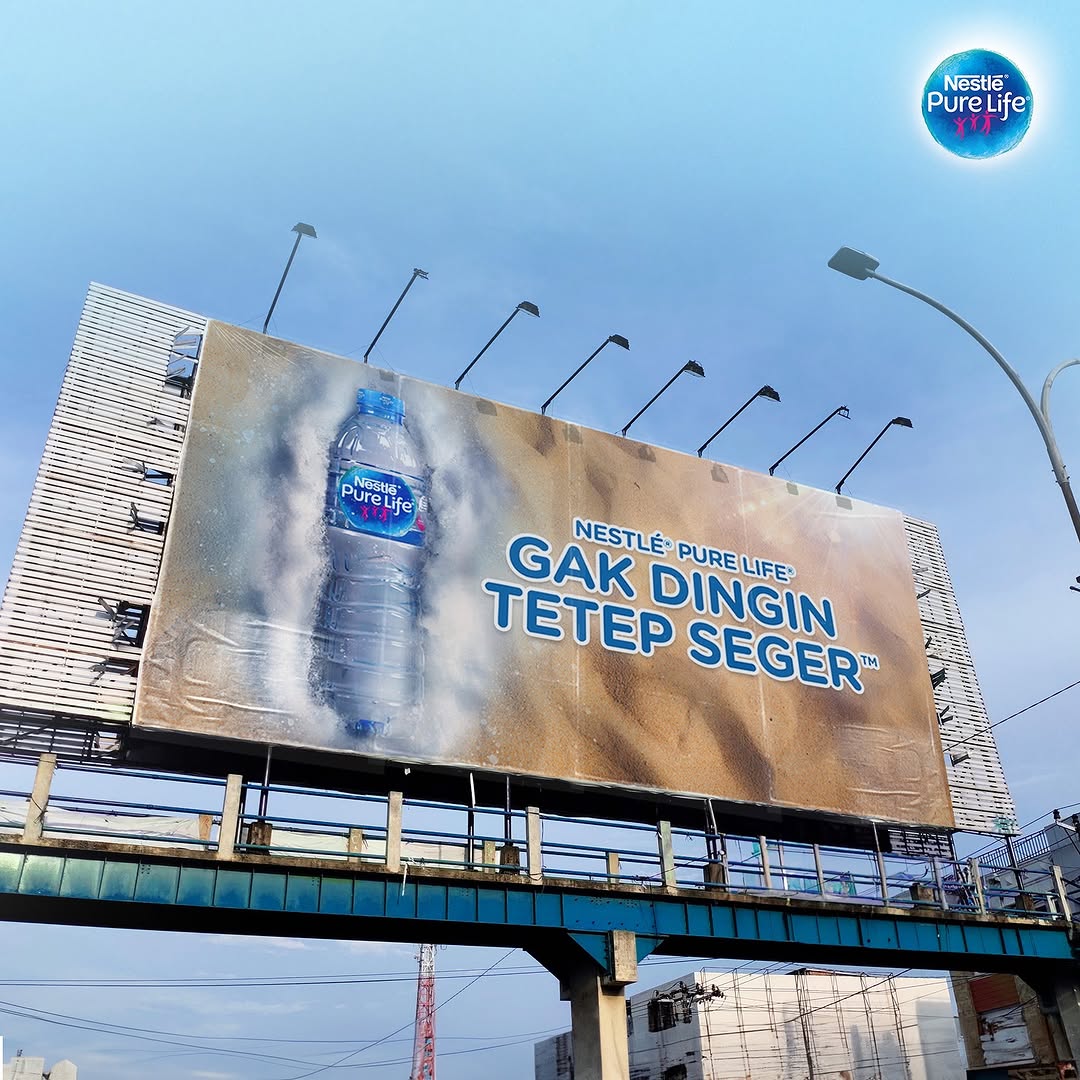 Nestlé®
Pure Life®
Nestlé®
Pure Life®
NESTLÉ® PURE LIFE®
GAK DINGIN
TETEP SEGER™